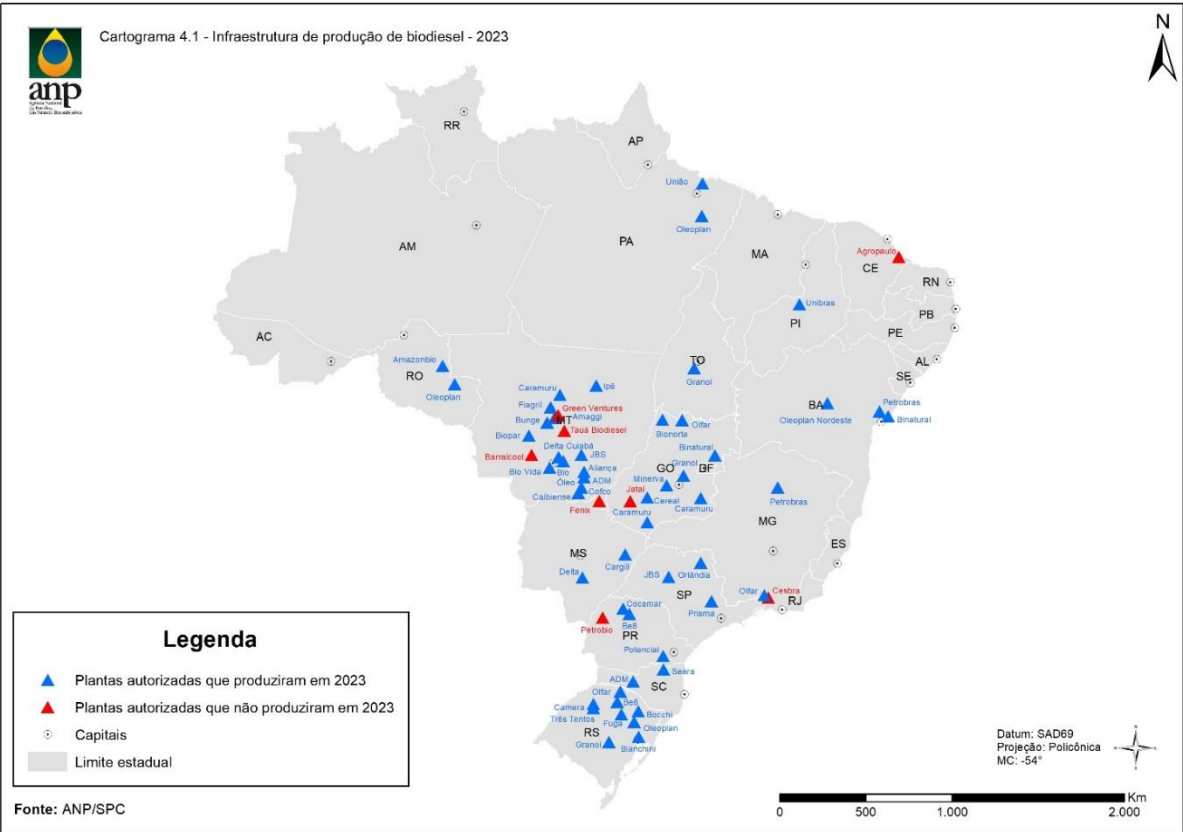 Cartograma 4.1 - Infraestrutura de produção de biodiesel - 2023
N
anp
RR
AP
União
Oleoplan
AM
PA
MA
Agropaulo
CE
RN
Unibras
PB
PI
PE
AC
AL
Amazonbio
RO
TO
SE
Oleoplan
Granol
Caramuru
Ipê
BA
Petrobras
Fiagril
Green Ventures
Oleoplan Nordeste
Binatural
Bunge
MT
Amaggi
Tauá Biodiesel
Bionorte
Olfar
Biopar
Delta Cuiabá
Binatural
Barralcool
JBS
Granol
Bio Vida
Bio
Aliança
GO
DF
Óleo
ADM
Minerva
Cofco
Jataí
Cereal
Petrobras
Caibiense
Fenix
Caramuru
Caramuru
MG
ES
MS
Cargill
Delta
JBS
Orlândia
SP
Olfar
Cesbra
RJ
Prisma
Cocamar
Petrobio
Be8
PR
Potencial
Seara
ADM
SC
Olfar
Be8
Camera
Bocchi
Três Tentos
Fuga
Oleoplan
RS
Granol
Bianchini
Legenda
Plantas autorizadas que produziram em 2023
Plantas autorizadas que não produziram em 2023
Capitais
Limite estadual
Datum: SAD69
Projeção: Policônica
MC: -54°
Km
0 500 1.000 2.000
Fonte: ANP/SPC